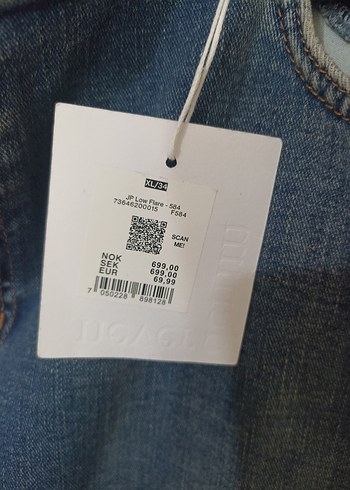 XL/34
JP Low Flare - 584
73646200015 F584
SCAN
ME!
NOK 699,00
SEK 699,00
EUR 69,99
7 050228 898128